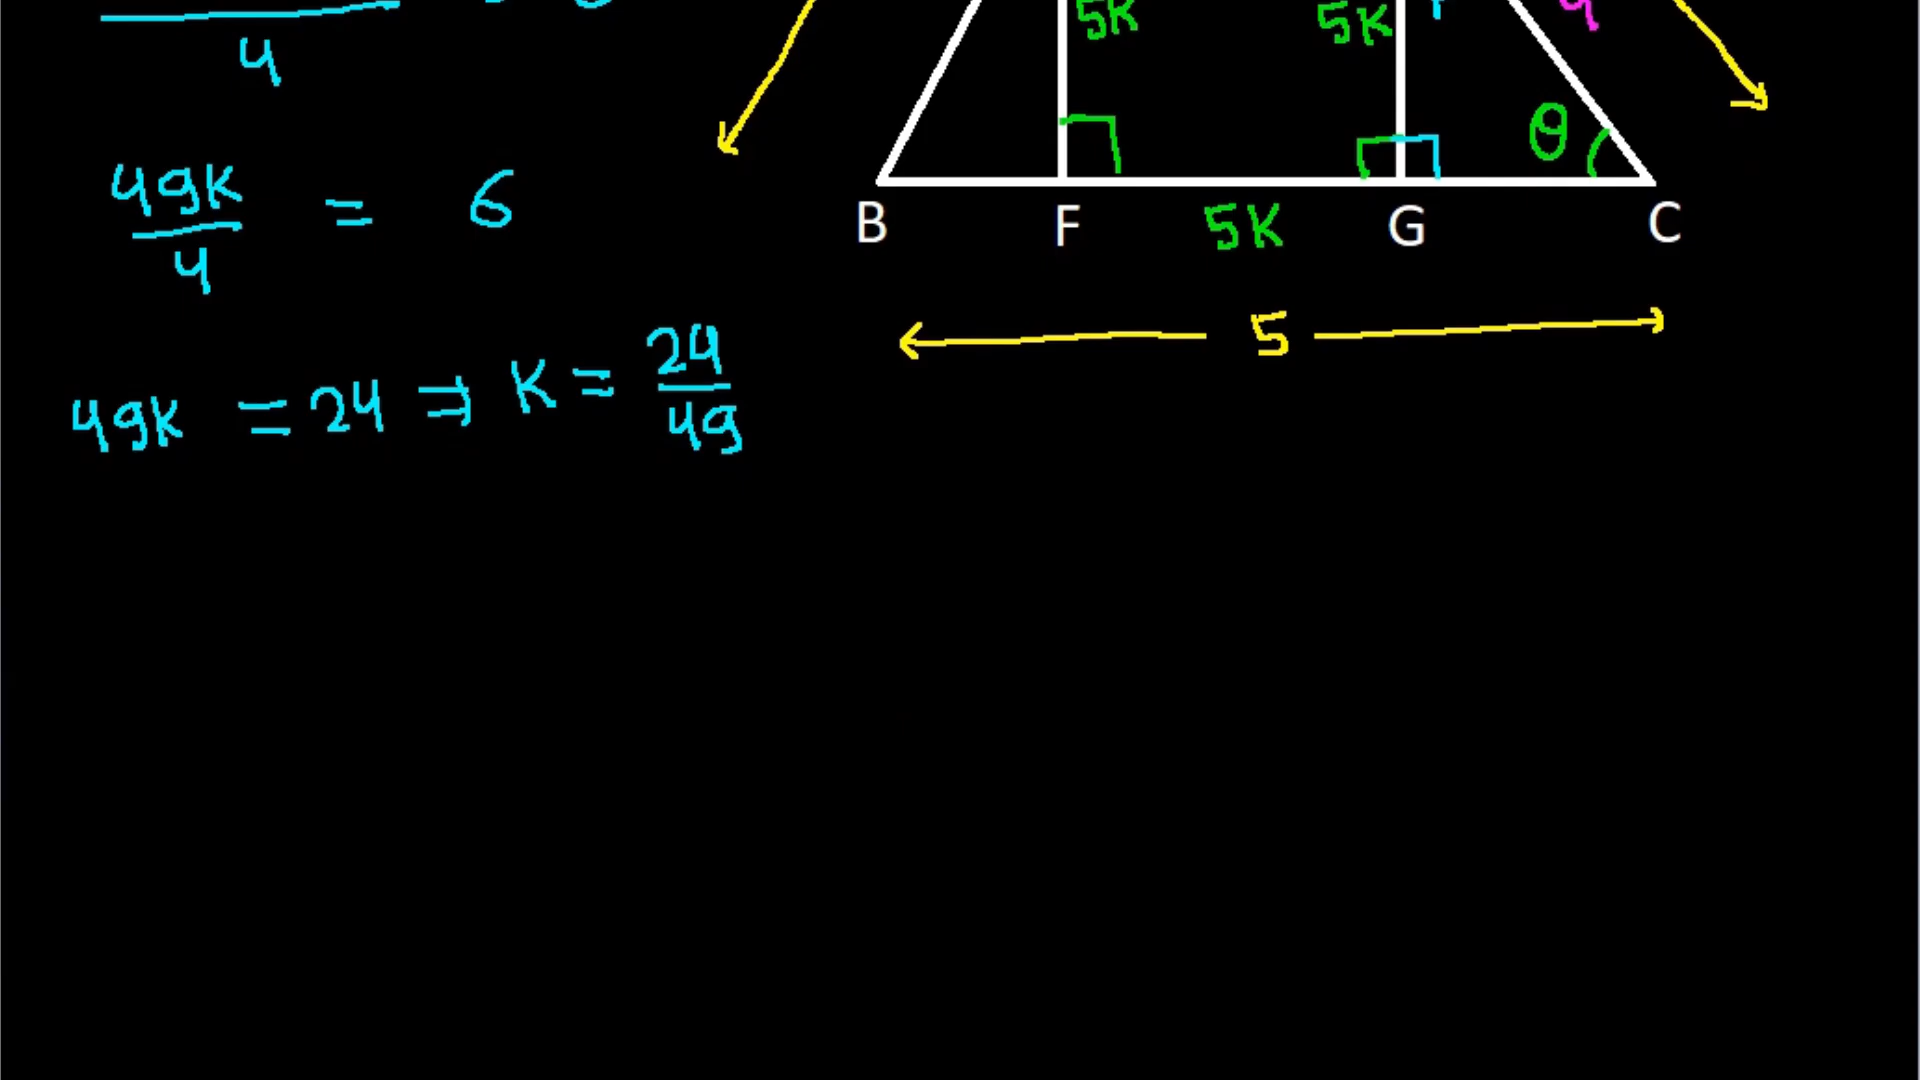 4
49K/4 = 6
49K = 24 ⇒ K = 24/49
5K 5K
θ
B F 5K G C
5